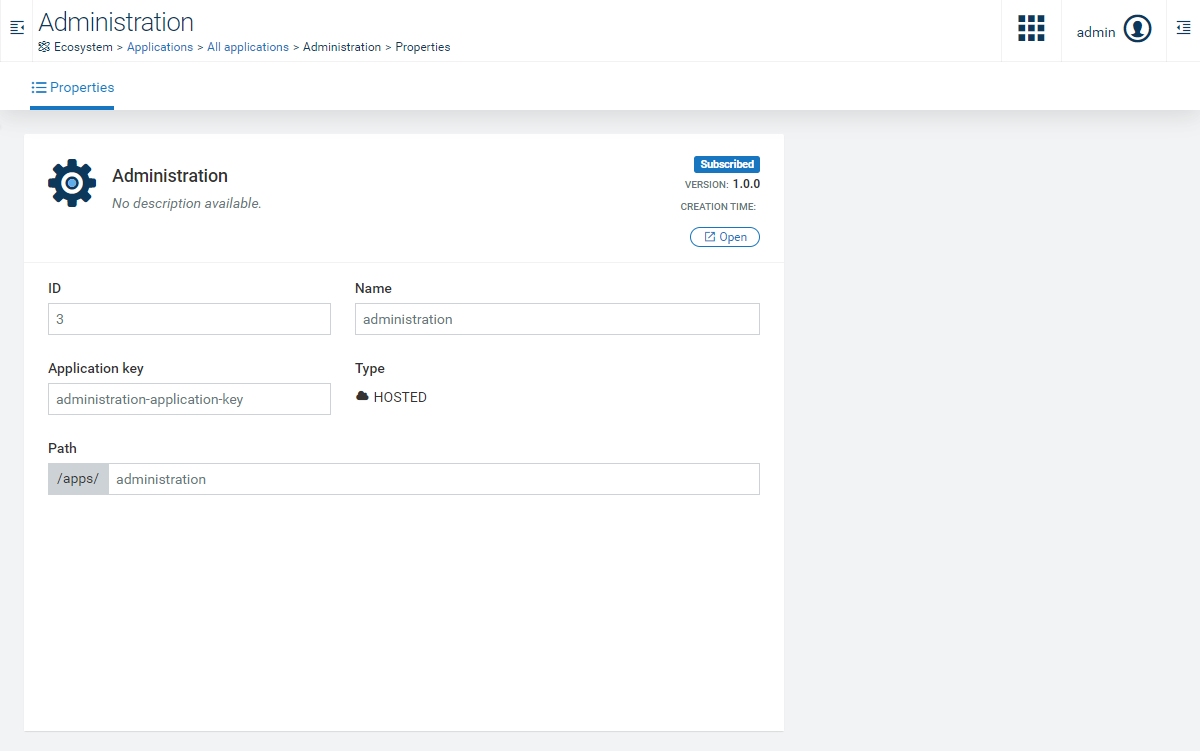 Administration
Ecosystem > Applications > All applications > Administration > Properties
admin
Properties
Administration
No description available.
Subscribed
VERSION: 1.0.0
CREATION TIME:
Open
ID
Name
3
administration
Application key
Type
administration-application-key
HOSTED
Path
/apps/ administration